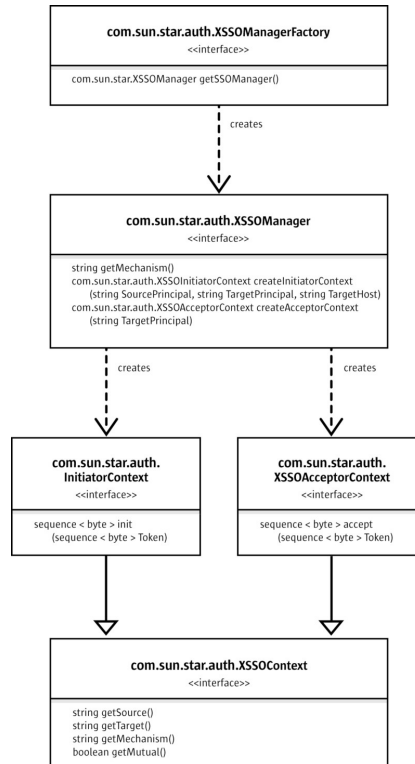 com.sun.star.auth.XSSOManagerFactory
<<interface>>
com.sun.star.XSSOManager getSSOManager()
creates
com.sun.star.auth.XSSOManager
<<interface>>
string getMechanism()
com.sun.star.auth.XSSOInitiatorContext createInitiatorContext
(string SourcePrincipal, string TargetPrincipal, string TargetHost)
com.sun.star.auth.XSSOAcceptorContext createAcceptorContext
(string TargetPrincipal)
creates
creates
com.sun.star.auth.
InitiatorContext
<<interface>>
sequence < byte > init
(sequence < byte > Token)
com.sun.star.auth.
XSSOAcceptorContext
<<interface>>
sequence < byte > accept
(sequence < byte > Token)
com.sun.star.auth.XSSOContext
<<interface>>
string getSource()
string getTarget()
string getMechanism()
boolean getMutual()